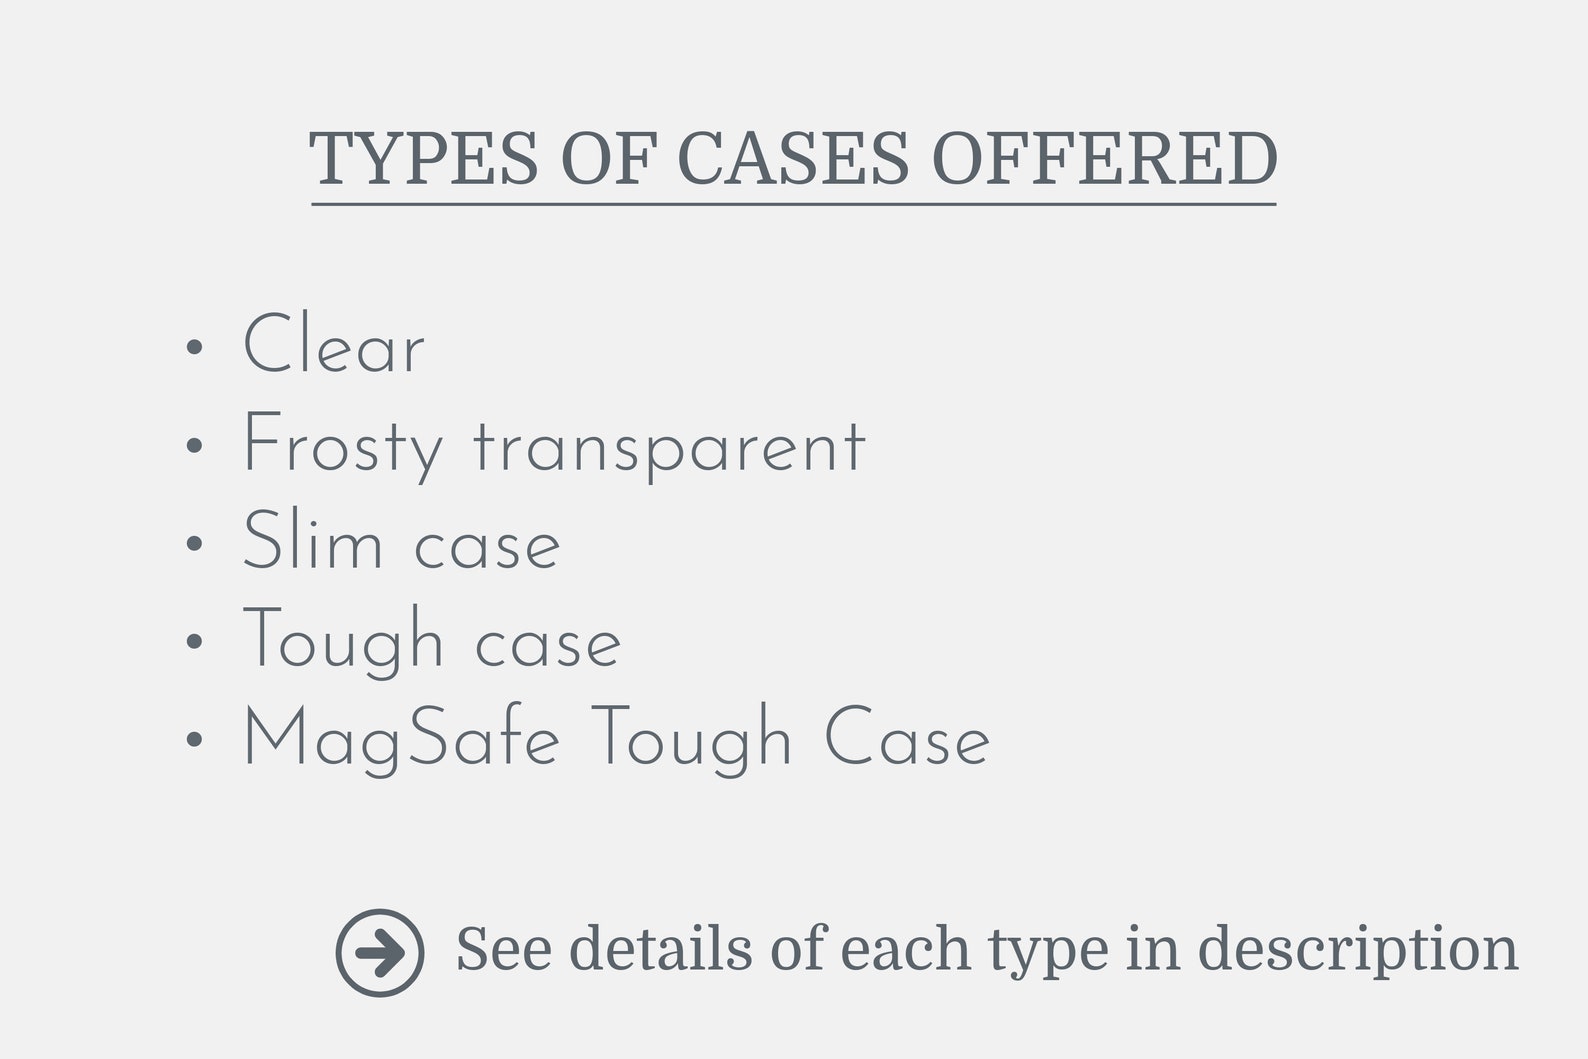 TYPES OF CASES OFFERED
• Clear
• Frosty transparent
• Slim case
• Tough case
• MagSafe Tough Case
See details of each type in description